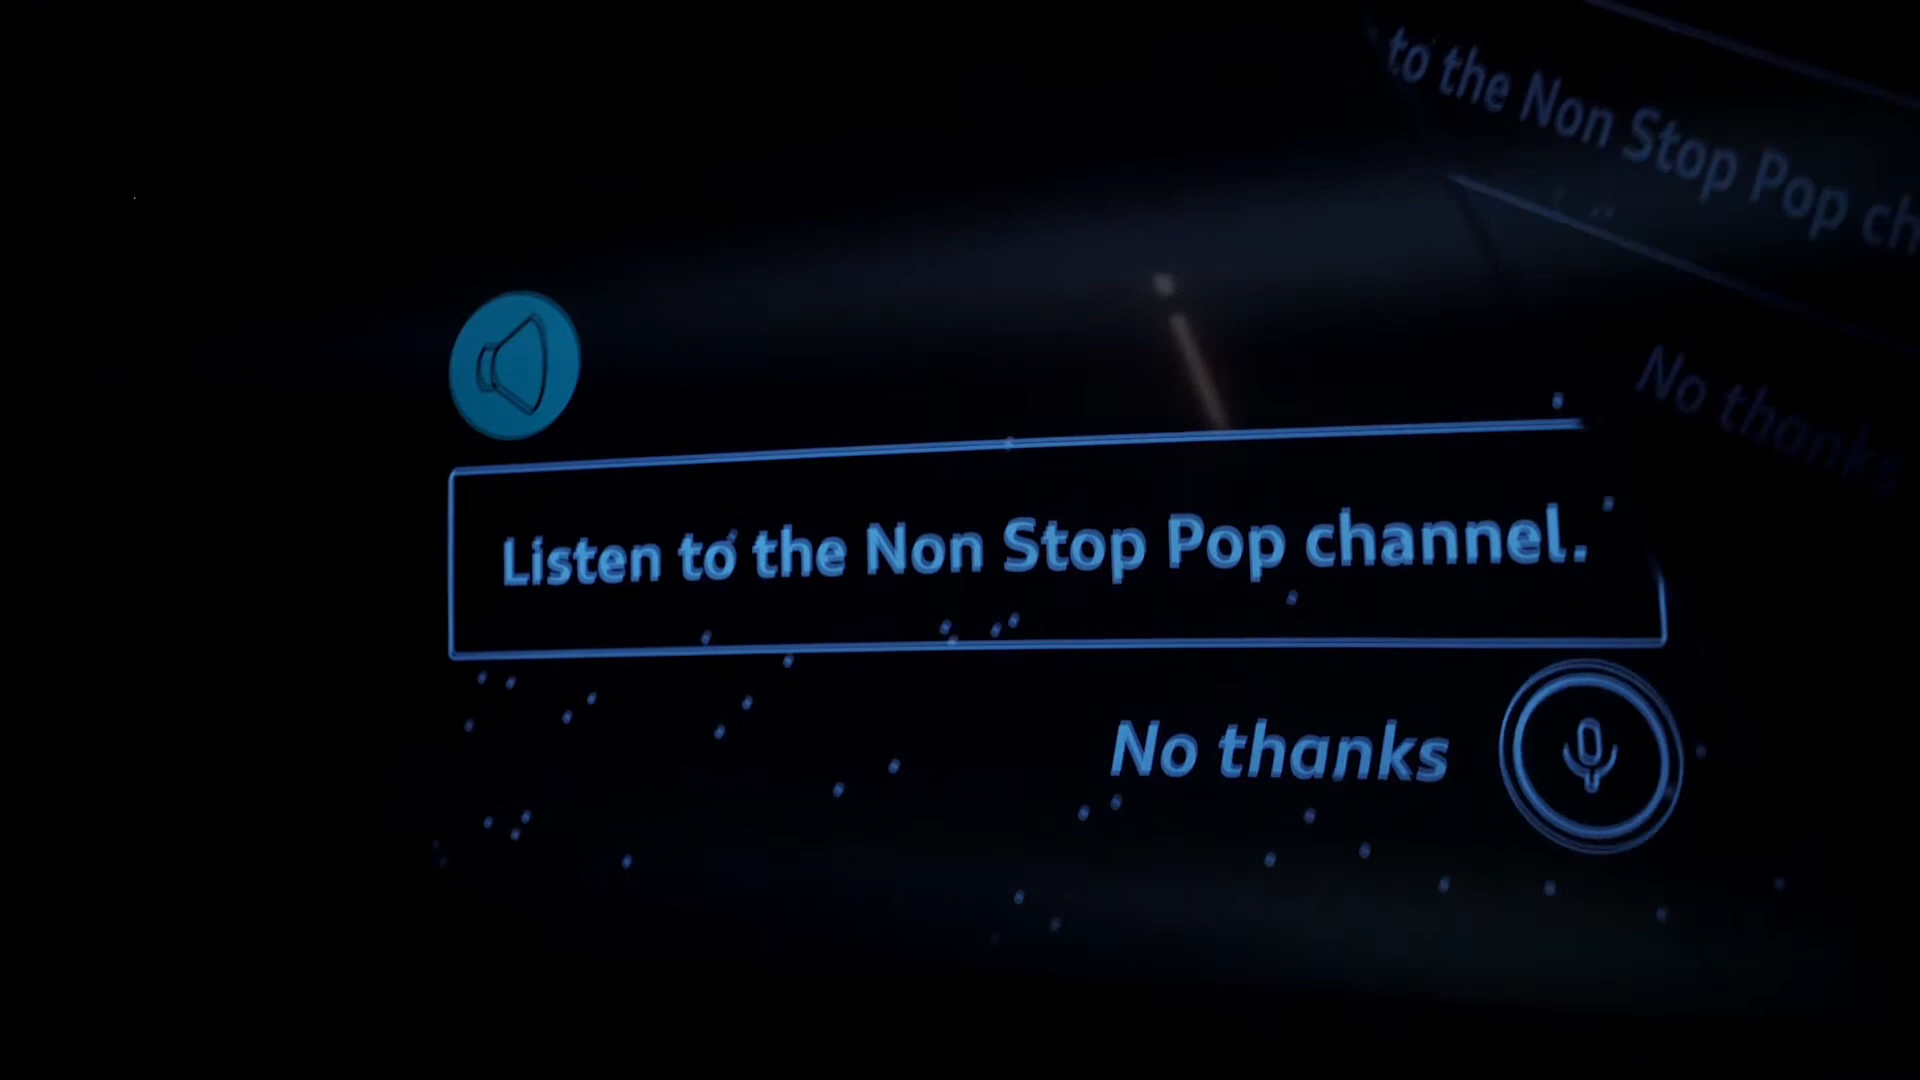 to the Non Stop Pop ch
No thanks
Listen to the Non Stop Pop channel.
No thanks